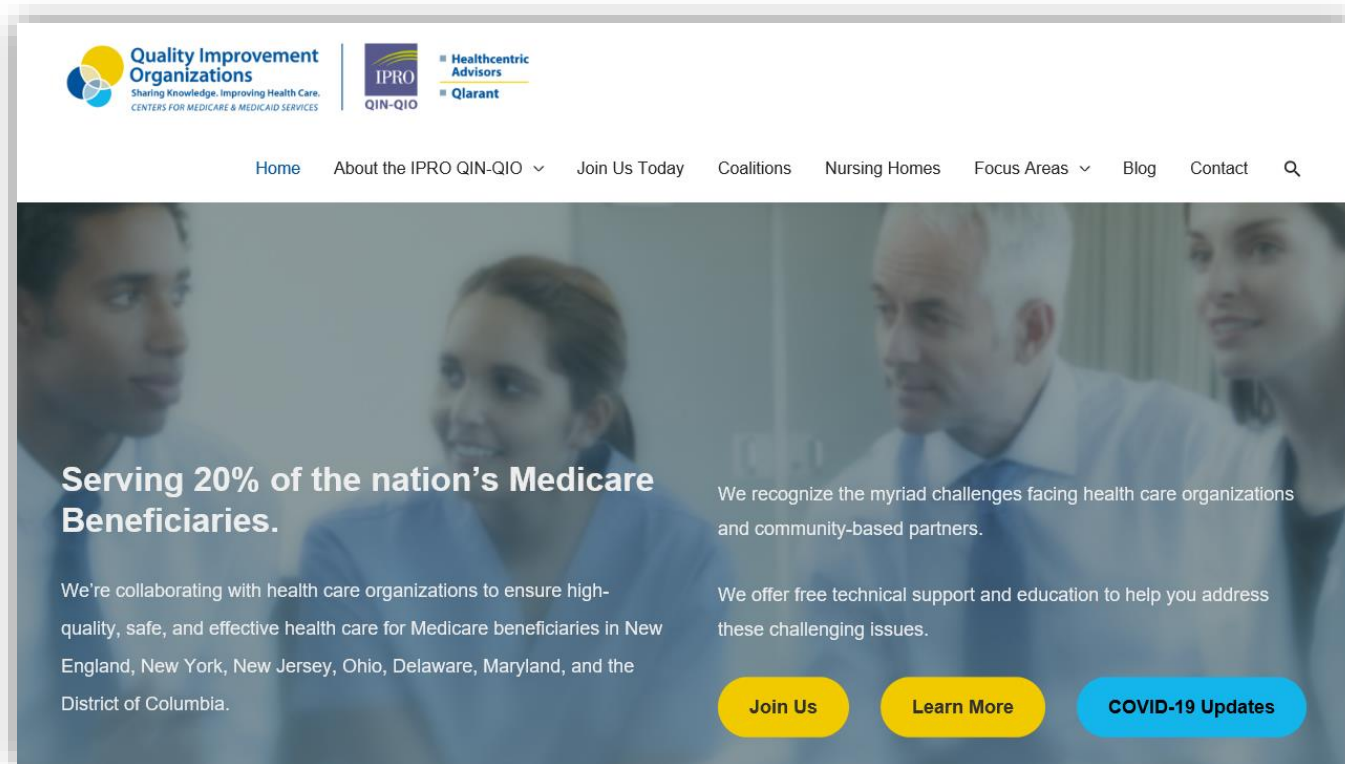 Quality Improvement
Organizations
Sharing Knowledge. Improving Health Care.
CENTERS FOR MEDICARE & MEDICAID SERVICES
IPRO
QIN-QIO
Healthcentric
Advisors
Qlarant
Home About the IPRO QIN-QIO Join Us Today Coalitions Nursing Homes Focus Areas Blog Contact
Serving 20% of the nation's Medicare
Beneficiaries.
We're collaborating with health care organizations to ensure high-
quality, safe, and effective health care for Medicare beneficiaries in New
England, New York, New Jersey, Ohio, Delaware, Maryland, and the
District of Columbia.
We recognize the myriad challenges facing health care organizations
and community-based partners.
We offer free technical support and education to help you address
these challenging issues.
Join Us Learn More COVID-19 Updates